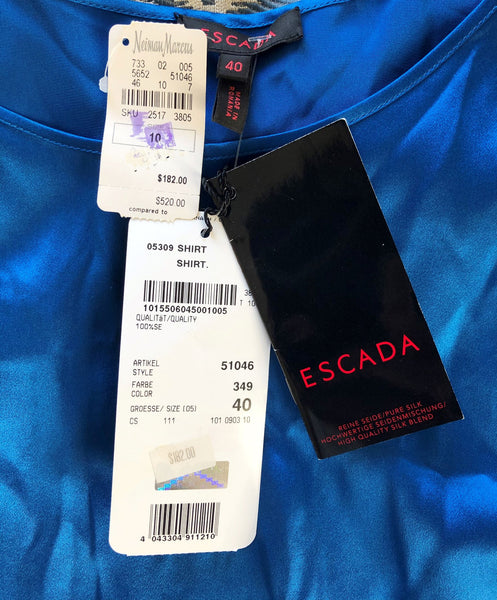 Neiman Marcus
733 02 005
5652 51046
46 10 7
SKU 2517 3805
10
$182.00
$520.00
compared to
ESCADA
40
MADE IN
ROMANIA
05309 SHIRT
SHIRT.
1015506045001005
T 10
QUALITäT/QUALITY
100%SE
ARTIKEL
STYLE 51046
FARBE
COLOR 349
GROESSE/ SIZE (05) 40
CS 111 101 0903 10
$182.00
4 043304 911210
ESCADA
REINE SEIDE/PURE SILK
HOCHWERTIGE SEIDENMISCHUNG/
HIGH QUALITY SILK BLEND